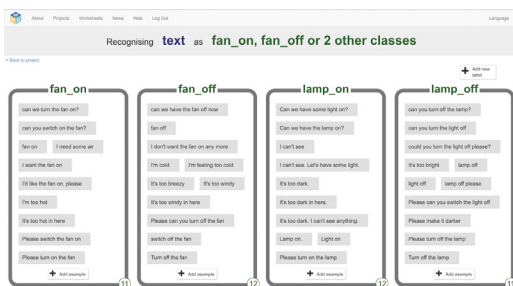 About Projects Worksheets News Help Log Out Language
Recognising text as fan_on, fan_off or 2 other classes
< Back to project
+ Add new label
fan_on
can we turn the fan on?
can you switch on the fan?
fan on
I need some air
I want the fan on
I'd like the fan on, please
I'm too hot
It's too hot in here
Please switch the fan on
Please turn on the fan
+ Add example
11
fan_off
can we have the fan off now
fan off
I don't want the fan on any more
I'm cold
I'm feeling too cold
It's too breezy
It's too windy
It's too windy in here
Please can you turn off the fan
switch off the fan
Turn off the fan
+ Add example
12
lamp_on
Can we have some light on?
Can we have the lamp on?
I can't see
I can't see. Let's have some light.
It's too dark.
It's too dark in here.
It's too dark. I can't see anything.
Lamp on.
Light on
Please turn on the lamp
+ Add example
12
lamp_off
can you turn off the lamp?
can you turn the light off
could you turn the light off please?
it's too bright
lamp off
light off
lamp off please
Please can you switch the light off
Please make it darker
Please turn off the lamp
Turn off the lamp
+ Add example
11